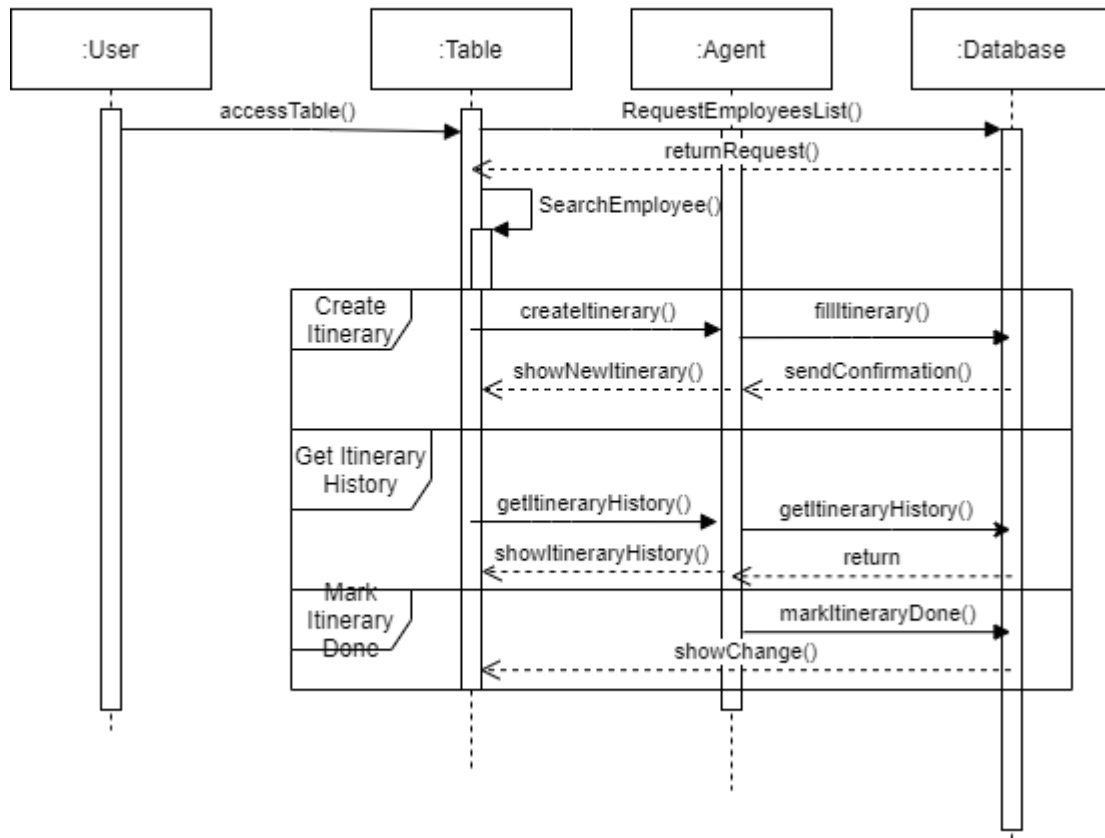 :User
:Table
:Agent
:Database
accessTable()
RequestEmployeesList()
returnRequest()
SearchEmployee()
Create
Itinerary
createItinerary()
fillItinerary()
showNewItinerary()
sendConfirmation()
Get Itinerary
History
getItineraryHistory()
getItineraryHistory()
showItineraryHistory()
return
Mark
Itinerary
Done
markItineraryDone()
showChange()